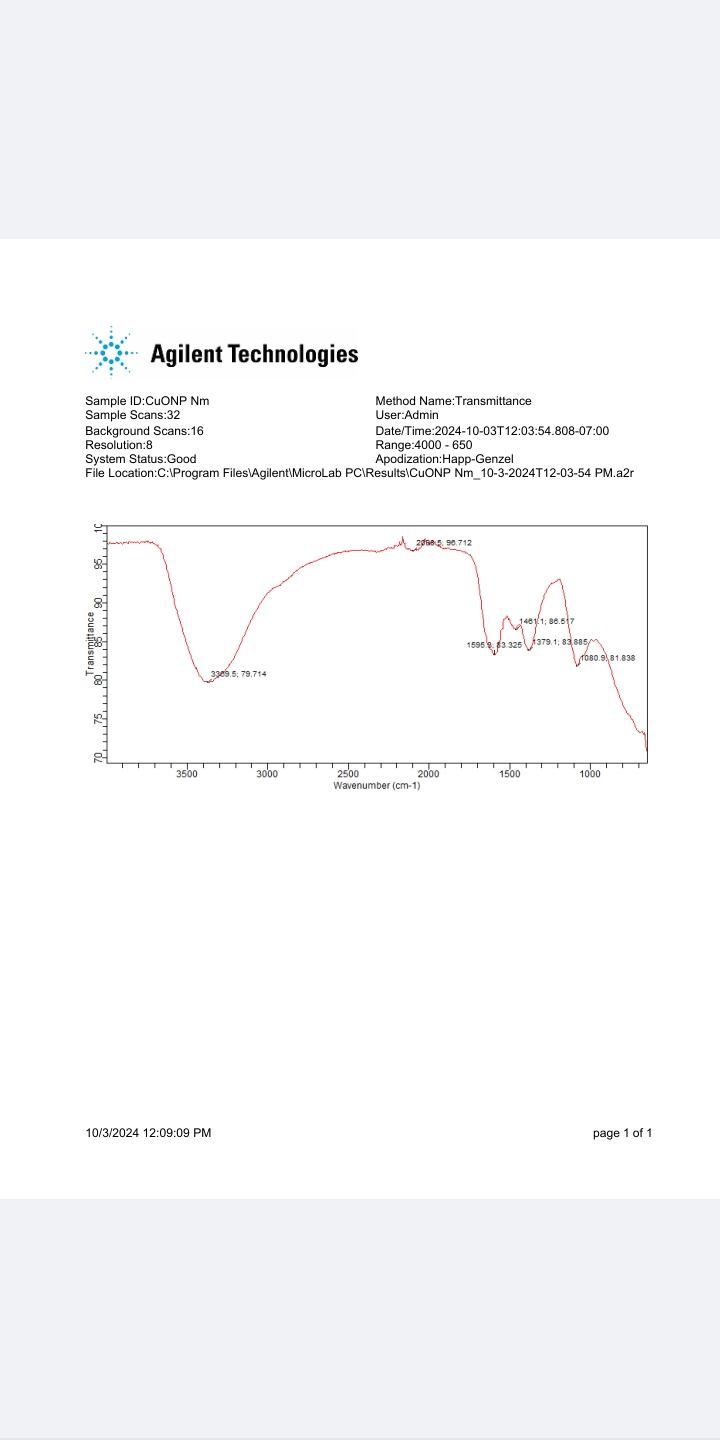 Agilent Technologies
Sample ID:CuONP Nm
Method Name:Transmittance
Sample Scans:32
User:Admin
Background Scans:16
Date/Time:2024-10-03T12:03:54.808-07:00
Resolution:8
Range:4000 - 650
System Status:Good
Apodization:Happ-Genzel
File Location:C:\Program Files\Agilent\MicroLab PC\Results\CuONP Nm_10-3-2024T12-03-54 PM.a2r
95
90
85
80
75
70
Transmittance
96.712
1461.1; 86.517
1595.3; 83.325
1379.1; 83.885
1080.9; 81.838
79.714
3500 3000 2500 2000 1500 1000
Wavenumber (cm-1)
10/3/2024 12:09:09 PM
page 1 of 1